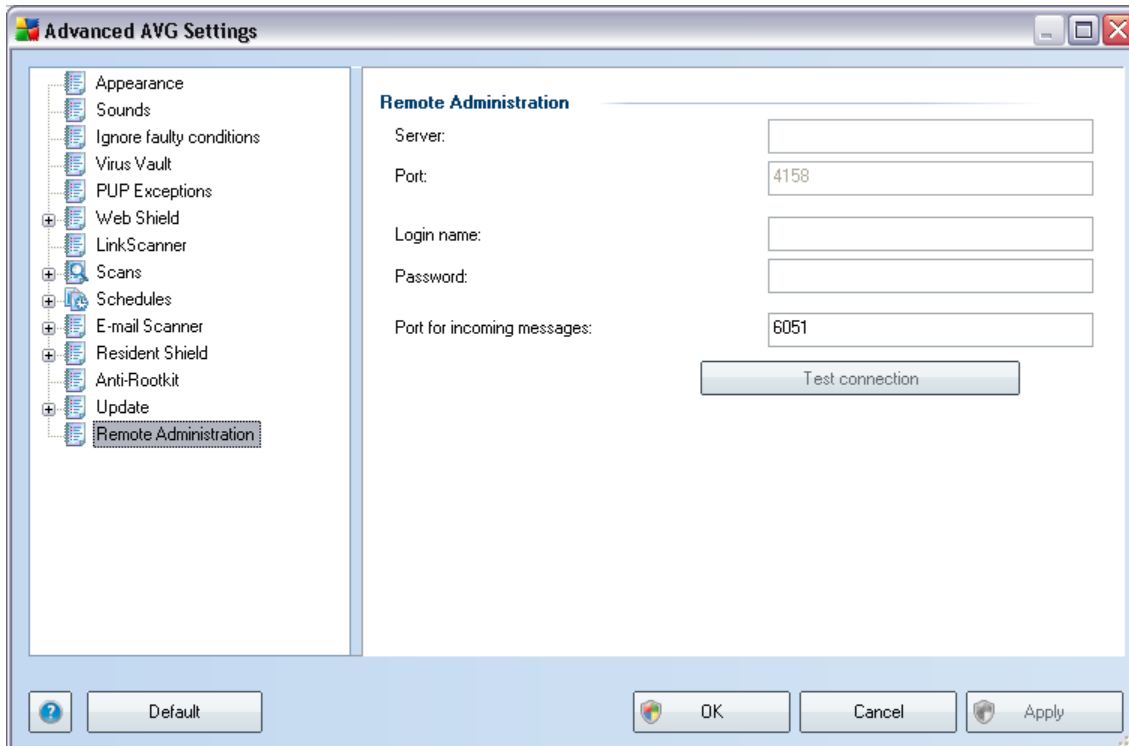 Advanced AVG Settings
Appearance
Sounds
Ignore faulty conditions
Virus Vault
PUP Exceptions
Web Shield
LinkScanner
Scans
Schedules
E-mail Scanner
Resident Shield
Anti-Rootkit
Update
Remote Administration
Remote Administration
Server:
Port: 4158
Login name:
Password:
Port for incoming messages: 6051
Test connection
Default OK Cancel Apply